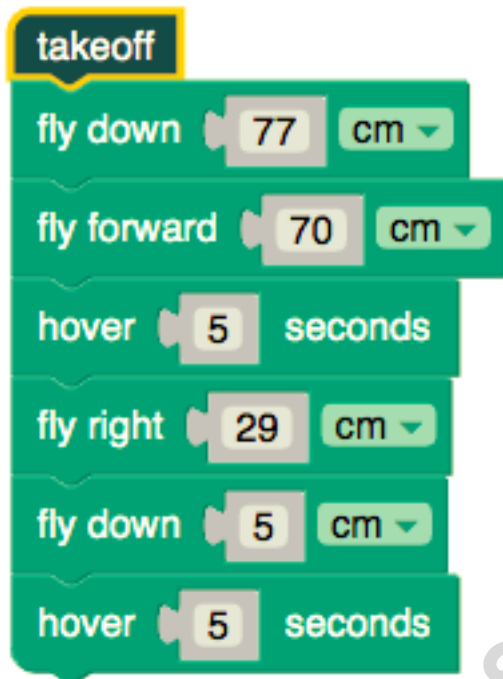 takeoff
fly down 77 cm
fly forward 70 cm
hover 5 seconds
fly right 29 cm
fly down 5 cm
hover 5 seconds